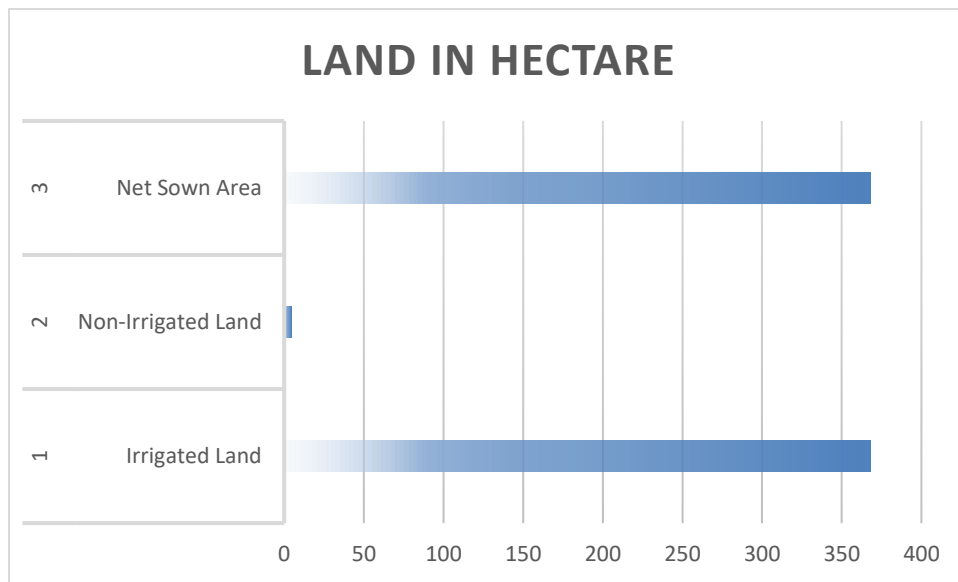 LAND IN HECTARE
3 Net Sown Area
2 Non-Irrigated Land
1 Irrigated Land
0 50 100 150 200 250 300 350 400